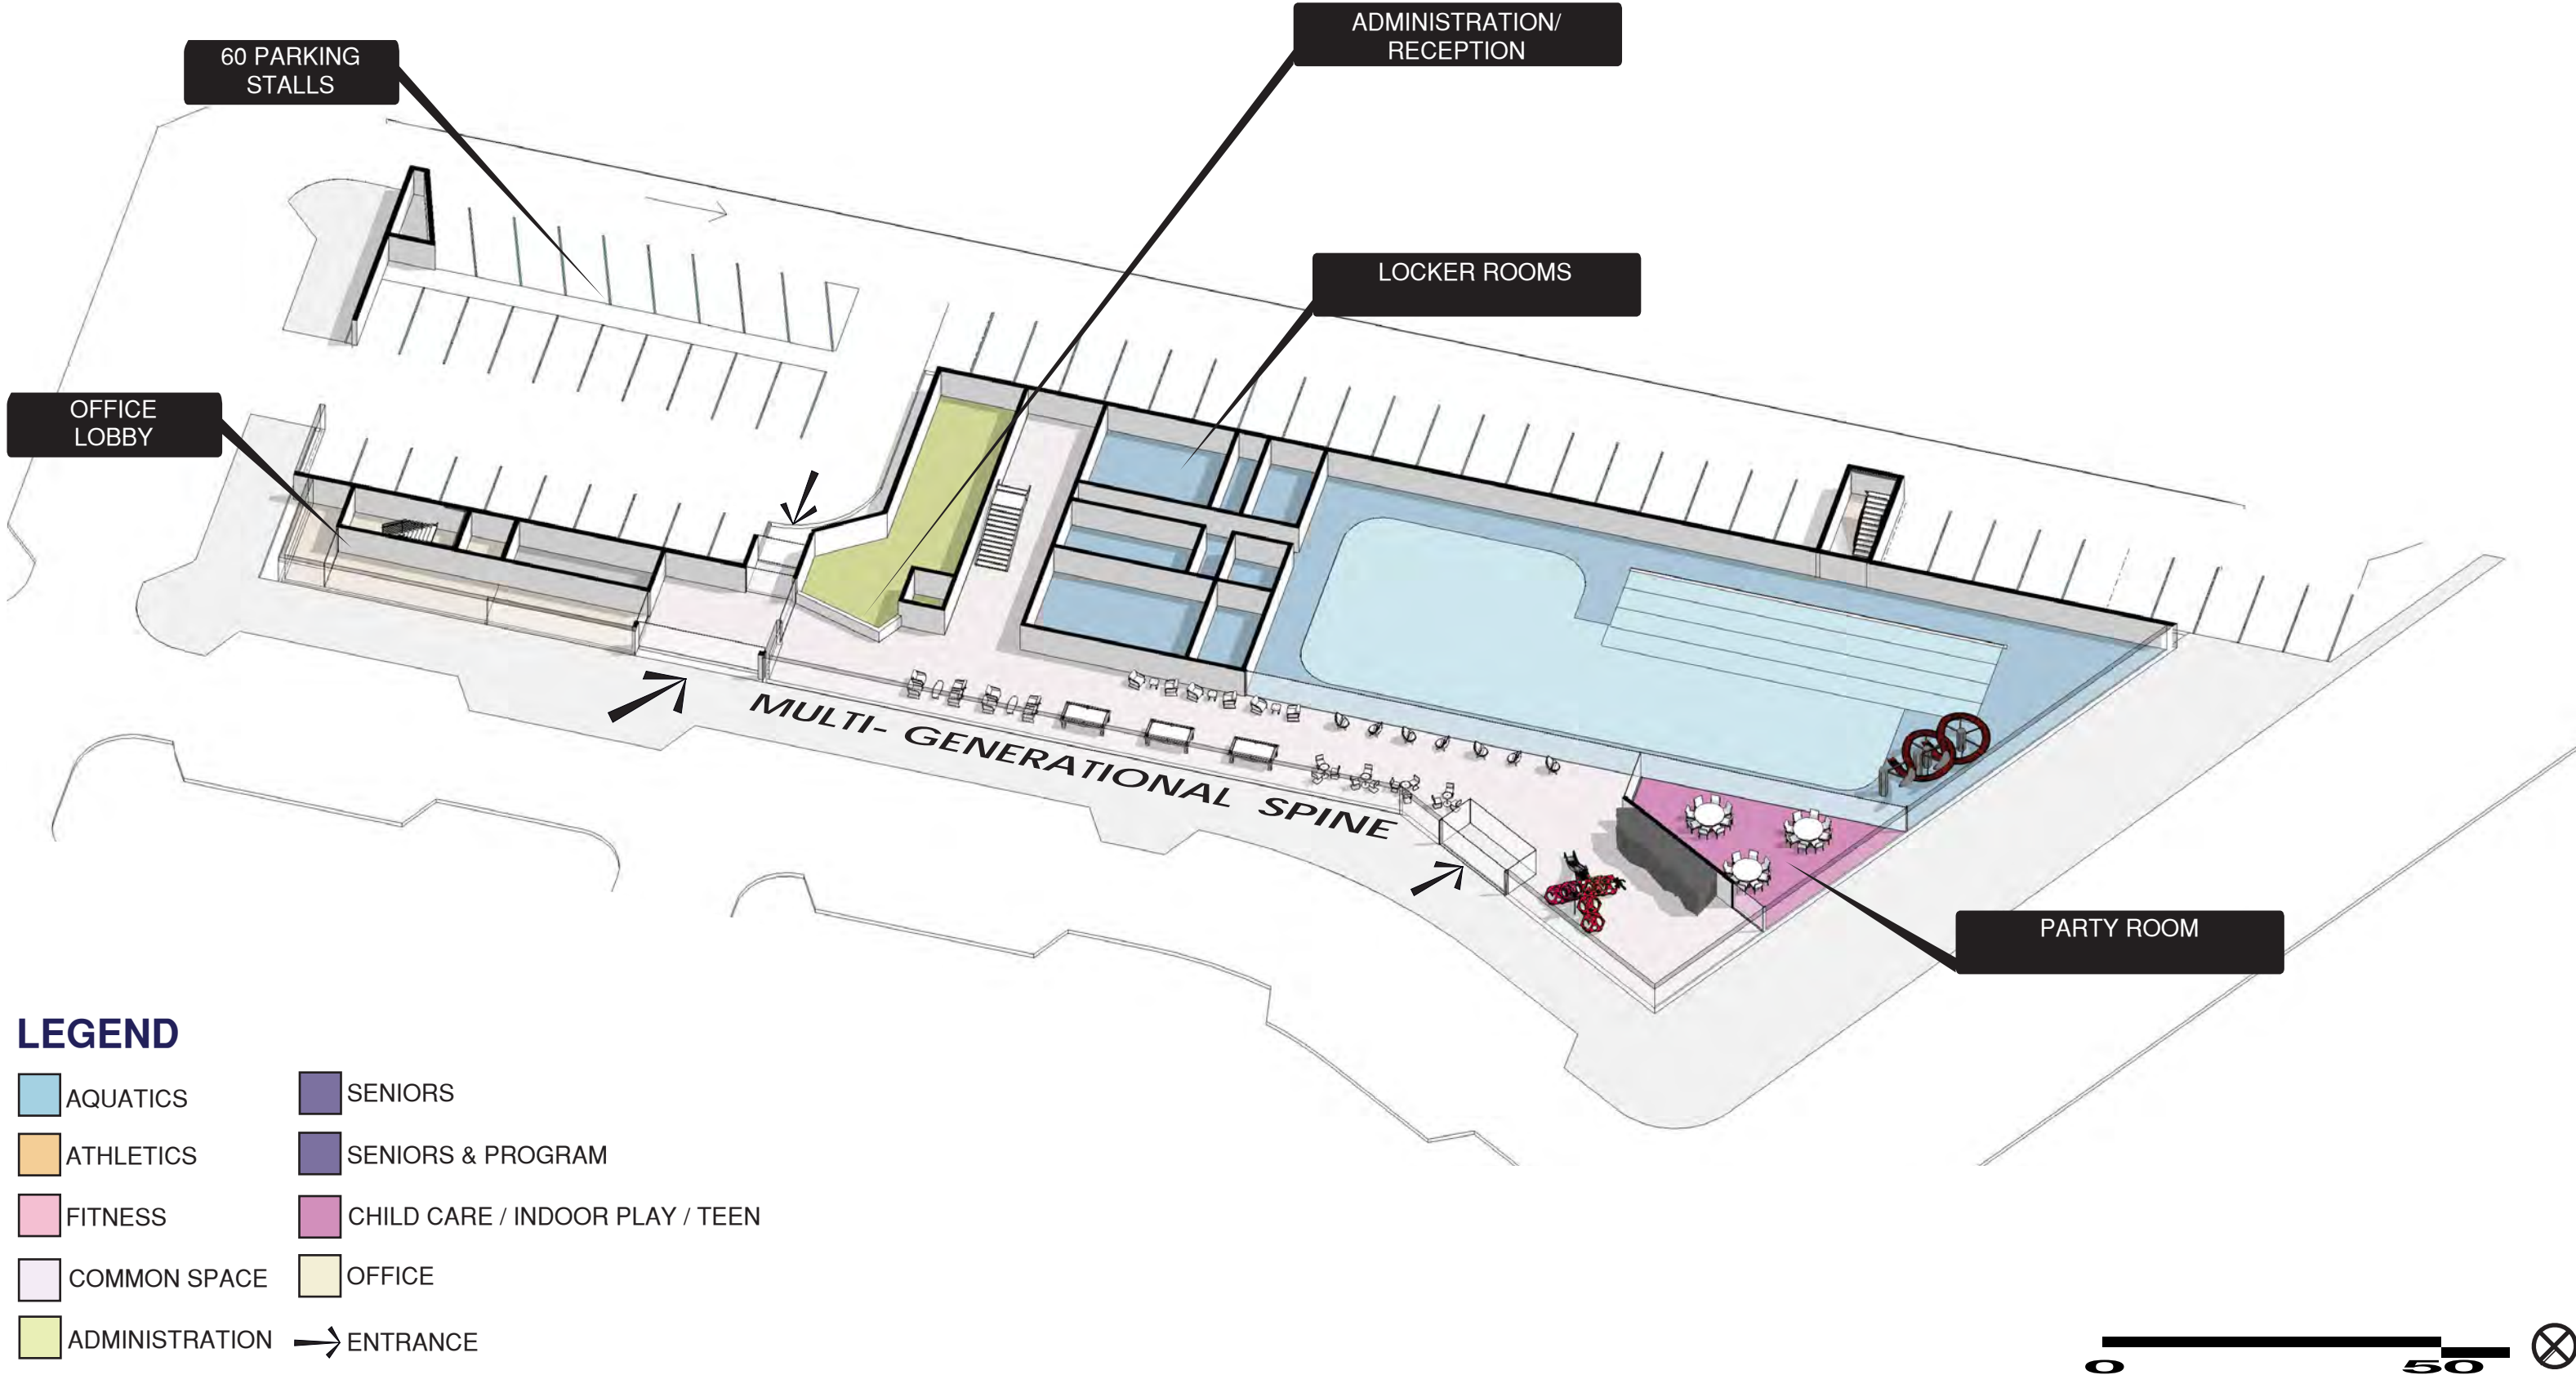 ADMINISTRATION/
RECEPTION
60 PARKING
STALLS
LOCKER ROOMS
OFFICE
LOBBY
MULTI- GENERATIONAL SPINE
PARTY ROOM
LEGEND
AQUATICS
ATHLETICS
FITNESS
COMMON SPACE
ADMINISTRATION
SENIORS
SENIORS & PROGRAM
CHILD CARE / INDOOR PLAY / TEEN
OFFICE
ENTRANCE
0 50